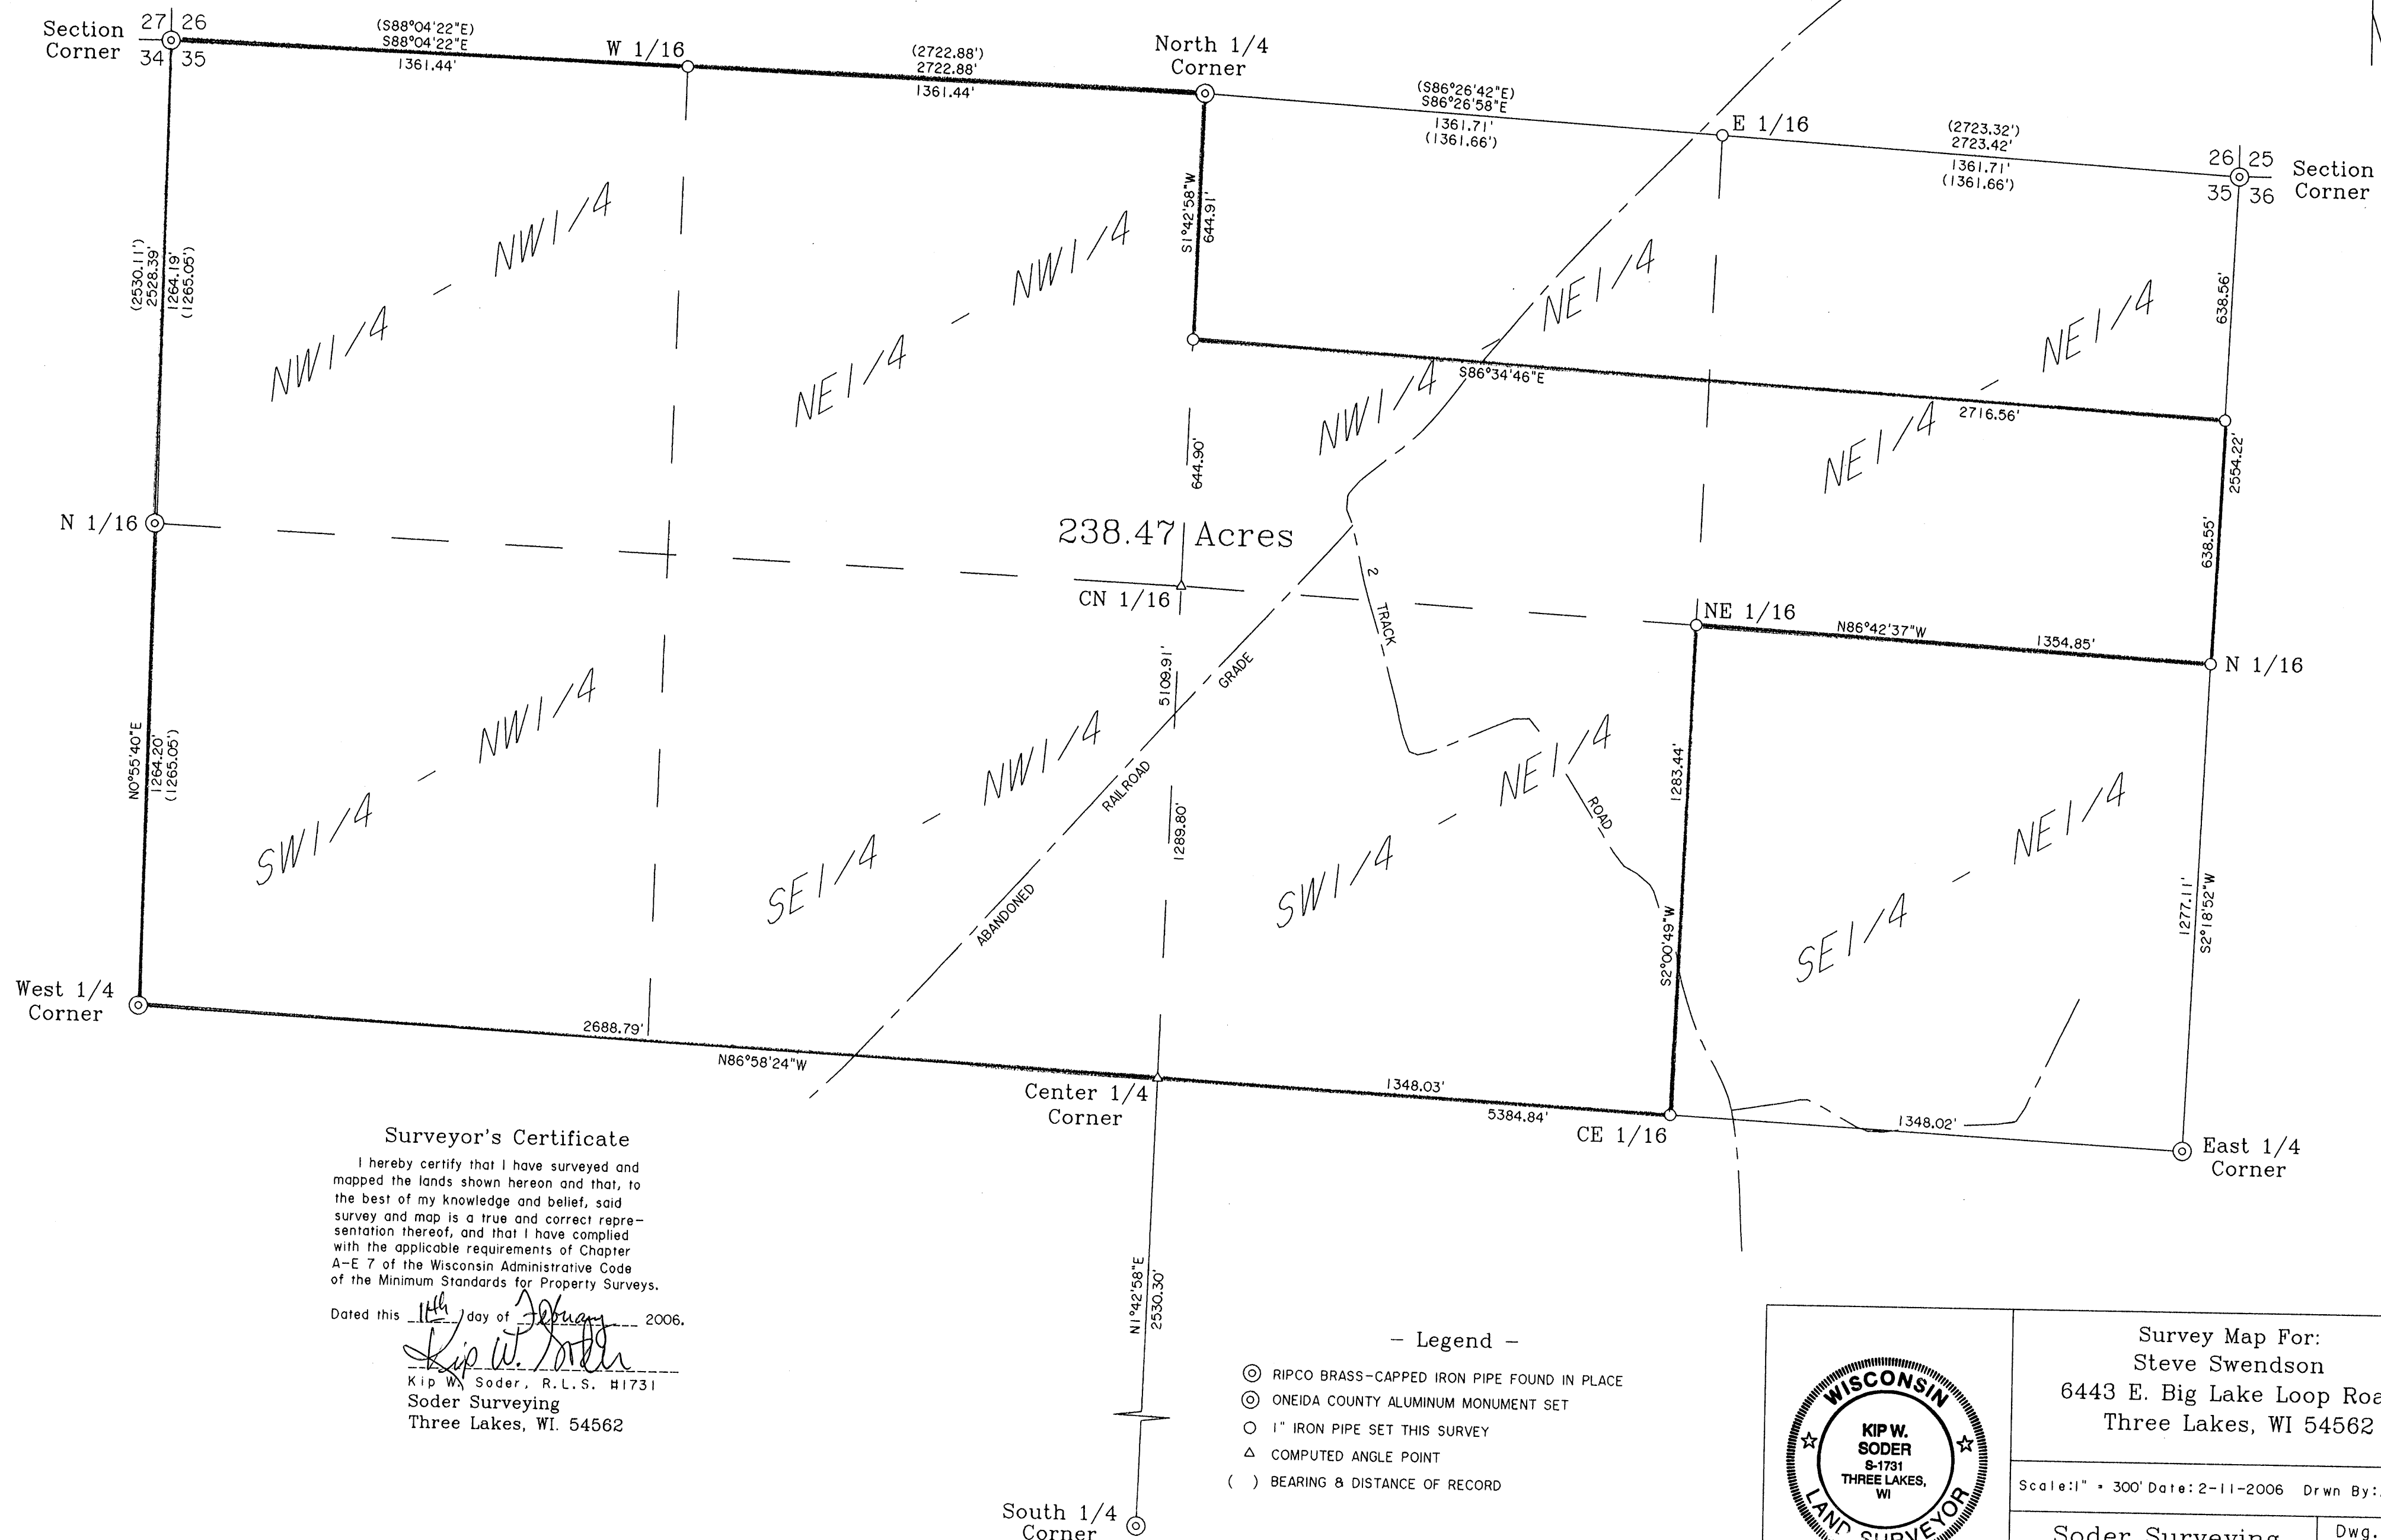 Section
Corner
27 26
34 35
(S88°04'22"E)
S88°04'22"E
1361.44'
W 1/16
(2722.88')
2722.88'
1361.44'
North 1/4
Corner
(S86°26'42"E)
S86°26'58"E
1361.71'
(1361.66')
E 1/16
(2723.32')
2723.42'
1361.71'
(1361.66')
26 25
35 36
Section
Corner
(2530.11')
2528.39'
1264.19'
(1265.05')
NW1/4 - NW1/4
NE1/4 - NW1/4
S1°42'58"W
644.91'
NW1/4 - NE1/4
NE1/4 - NE1/4
638.56'
S86°34'46"E
2716.56'
2554.22'
644.90'
638.55'
N 1/16
238.47 Acres
CN 1/16
2 TRACK ROAD
NE 1/16
N86°42'37"W
1354.85'
N 1/16
N0°55'40"E
1264.20'
(1265.05')
SW1/4 - NW1/4
SE1/4 - NW1/4
5109.91'
1289.80'
ABANDONED RAILROAD GRADE
SW1/4 - NE1/4
1283.44'
S2°00'49"W
SE1/4 - NE1/4
1277.11'
S2°18'52"W
West 1/4
Corner
2688.79'
N86°58'24"W
Center 1/4
Corner
1348.03'
5384.84'
CE 1/16
1348.02'
East 1/4
Corner
Surveyor's Certificate
I hereby certify that I have surveyed and
mapped the lands shown hereon and that, to
the best of my knowledge and belief, said
survey and map is a true and correct repre-
sentation thereof, and that I have complied
with the applicable requirements of Chapter
A-E 7 of the Wisconsin Administrative Code
of the Minimum Standards for Property Surveys.
Dated this 11th day of February 2006.
Kip W. Soder
Kip W. Soder, R.L.S. #1731
Soder Surveying
Three Lakes, WI. 54562
N1°42'58"E
2530.30'
South 1/4
Corner
- Legend -
RIPCO BRASS-CAPPED IRON PIPE FOUND IN PLACE
ONEIDA COUNTY ALUMINUM MONUMENT SET
1" IRON PIPE SET THIS SURVEY
COMPUTED ANGLE POINT
( ) BEARING & DISTANCE OF RECORD
WISCONSIN
KIP W.
SODER
S-1731
THREE LAKES,
WI
LAND SURVEYOR
Survey Map For:
Steve Swendson
6443 E. Big Lake Loop Roa
Three Lakes, WI 54562
Scale:1" = 300' Date: 2-11-2006 Drwn By:
Soder Surveying
Dwg.